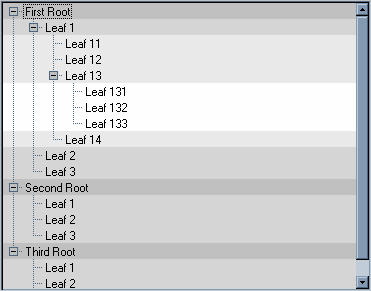 First Root
Leaf 1
Leaf 11
Leaf 12
Leaf 13
Leaf 131
Leaf 132
Leaf 133
Leaf 14
Leaf 2
Leaf 3
Second Root
Leaf 1
Leaf 2
Leaf 3
Third Root
Leaf 1
Leaf 2